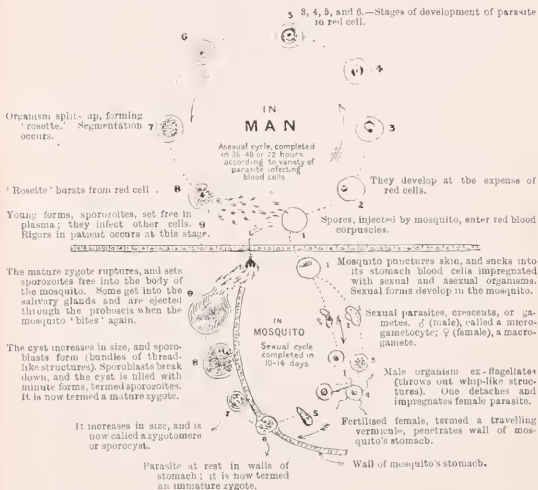 3, 4, 5, and 6.—Stages of development of parasite
in red cell.
5
6
4
3
Organism splits up, forming
'rosette.' Segmentation
occurs.
7
IN
MAN
Asexual cycle, completed
in 36 48 or 72 hours
according to variety of
parasite infecting
blood cells
'Rosette' bursts from red cell .
8
2
They develop at the expense of
red cells.
Young forms, sporozoites, set free in
plasma ; they infect other cells.
Rigors in patient occurs at this stage.
9
1
Spores, injected by mosquito, enter red blood
corpuscles.
The mature zygote ruptures, and sets
sporozoites free into the body of
the mosquito. Some get into the
salivary glands and are ejected
through the proboscis when the
mosquito 'bites' again.
9
1
Mosquito punctures skin, and sucks into
its stomach blood cells impregnated
with sexual and asexual organisms.
Sexual forms develop in the mosquito.
IN
MOSQUITO
Sexual cycle
completed in
10-14 days
2
2
Sexual parasites, crescents, or ga-
metes. ♂ (male), called a micro-
gametocyte; ♀ (female), a macro-
gamete.
The cyst increases in size, and sporo-
blasts form (bundles of thread-
like structures). Sporoblasts break
down, and the cyst is filled with
minute forms, termed sporozoites.
It is now termed a mature zygote.
8
3
4
Male organism ex-flagellates
(throws out whip-like struc-
tures). One detaches and
impregnates female parasite.
It increases in size, and is
now called a zygotomere
or sporocyst.
7
5
6
Fertilised female, termed a travelling
vermicule, penetrates wall of mos-
quito's stomach.
Parasite at rest in walls of
stomach ; it is now termed
an immature zygote.
Wall of mosquito's stomach.